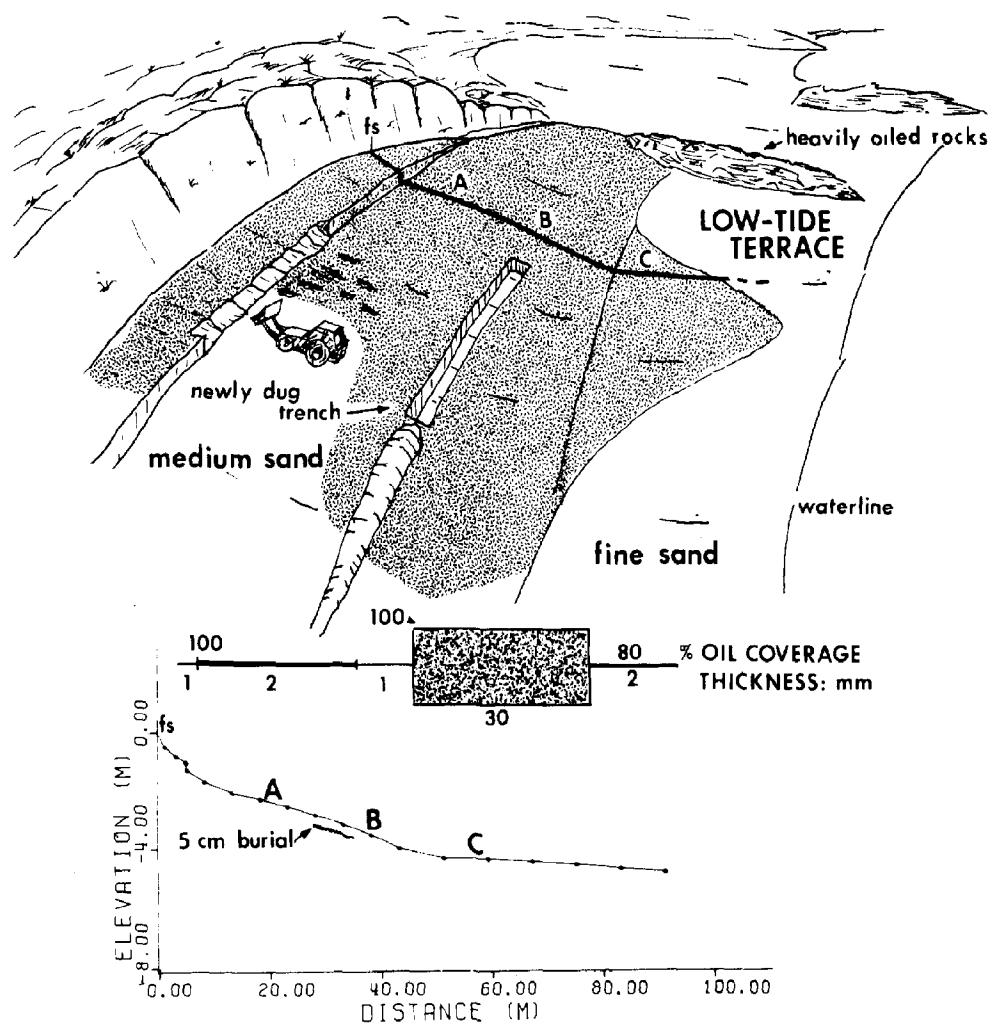 fs
A
B
C
heavily oiled rocks
LOW-TIDE
TERRACE
newly dug
trench
medium sand
waterline
fine sand
100
100
80 % OIL COVERAGE
1 2 1 30 2 THICKNESS: mm
fs
A
B
C
5 cm burial
ELEVATION (M)
0.00
-4.00
-8.00
0.00 20.00 40.00 60.00 80.00 100.00
DISTANCE (M)